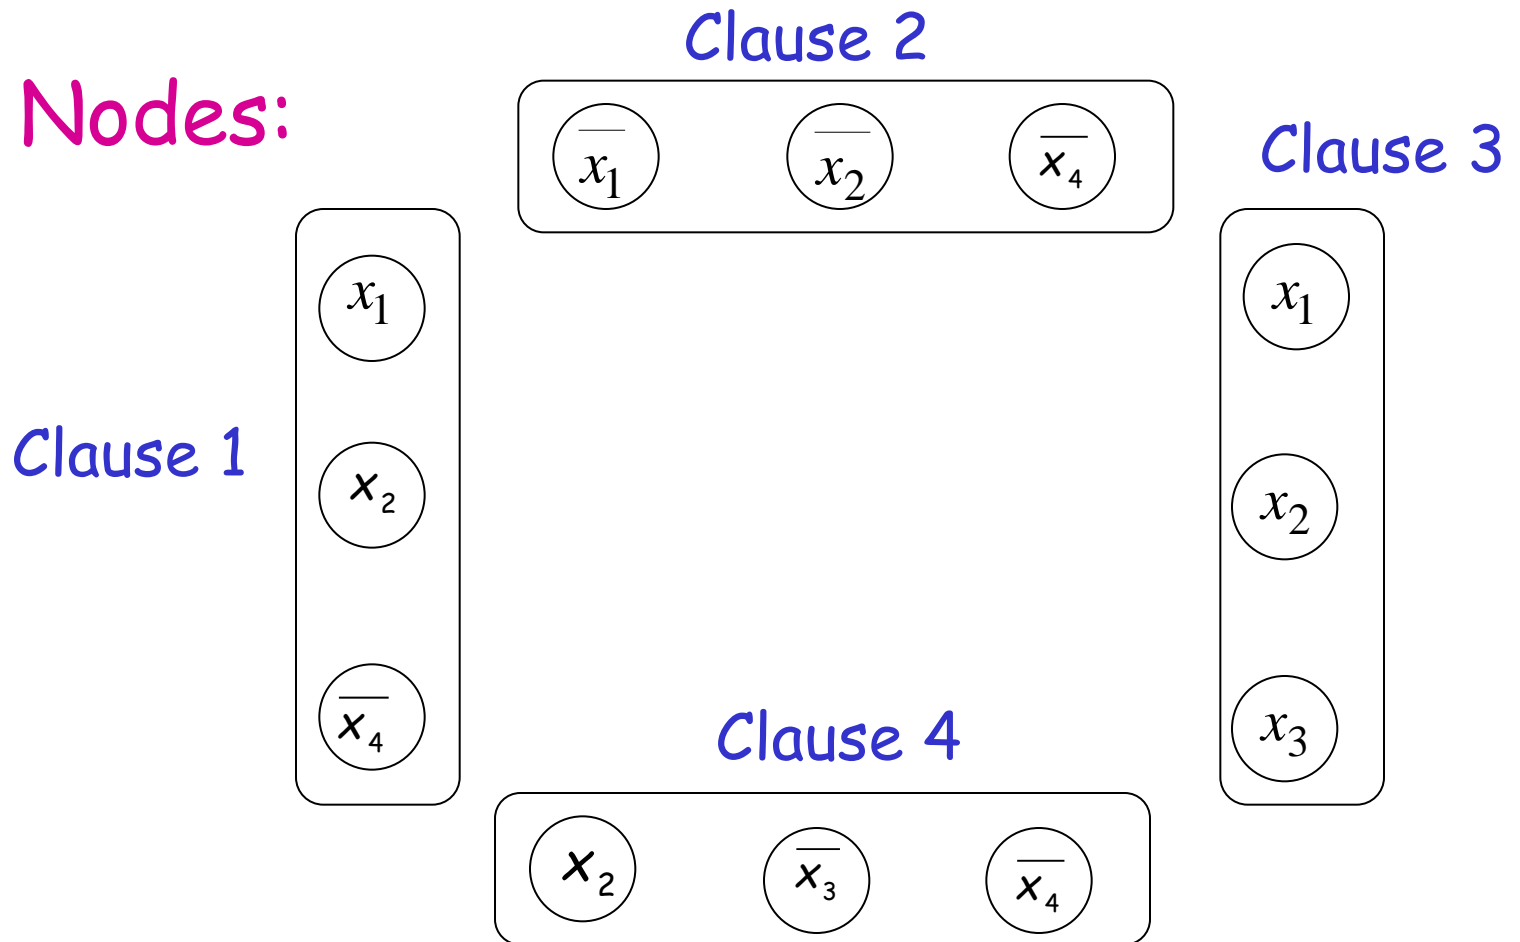 Clause 2
Nodes:
x̅₁ x̅₂ x̅₄
Clause 3
x₁
x₁
Clause 1
x₂
x₂
x̅₄
x₃
Clause 4
x₂ x̅₃ x̅₄